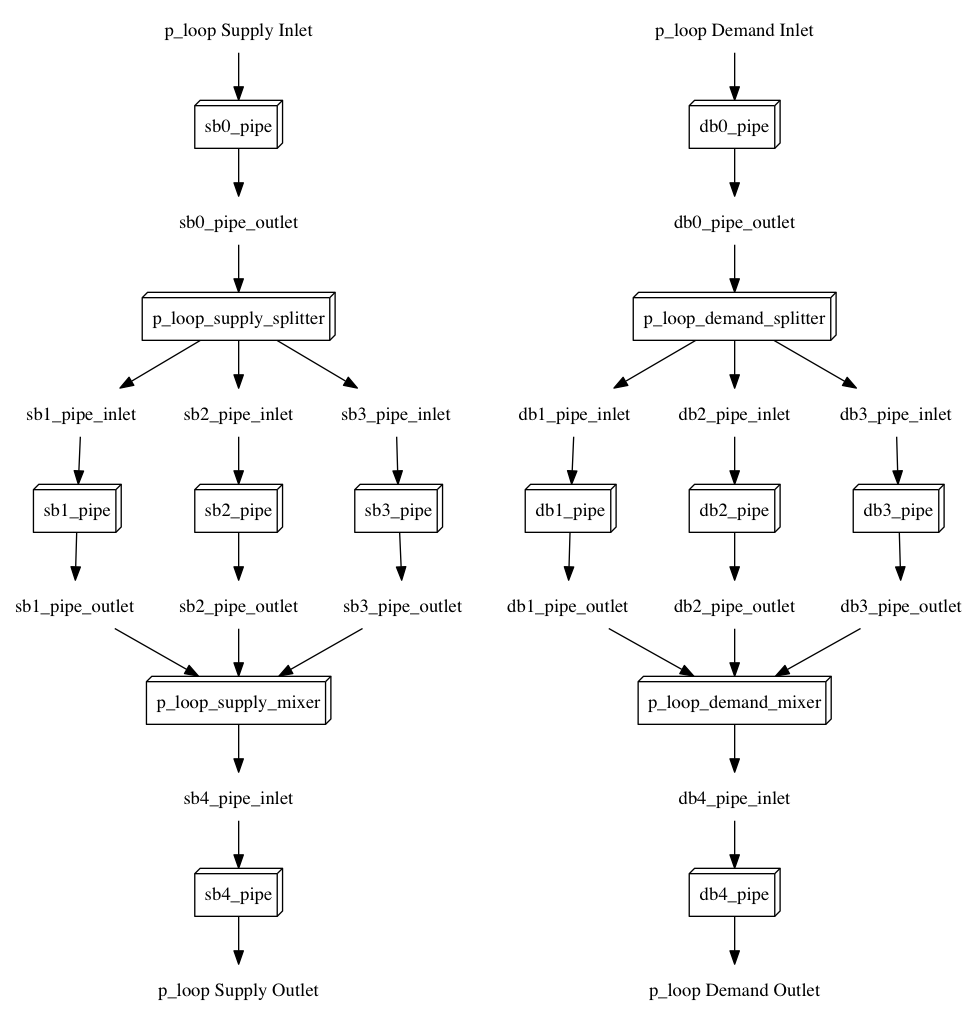 p_loop Supply Inlet
p_loop Demand Inlet
sb0_pipe
db0_pipe
sb0_pipe_outlet
db0_pipe_outlet
p_loop_supply_splitter
p_loop_demand_splitter
sb1_pipe_inlet
sb2_pipe_inlet
sb3_pipe_inlet
db1_pipe_inlet
db2_pipe_inlet
db3_pipe_inlet
sb1_pipe
sb2_pipe
sb3_pipe
db1_pipe
db2_pipe
db3_pipe
sb1_pipe_outlet
sb2_pipe_outlet
sb3_pipe_outlet
db1_pipe_outlet
db2_pipe_outlet
db3_pipe_outlet
p_loop_supply_mixer
p_loop_demand_mixer
sb4_pipe_inlet
db4_pipe_inlet
sb4_pipe
db4_pipe
p_loop Supply Outlet
p_loop Demand Outlet